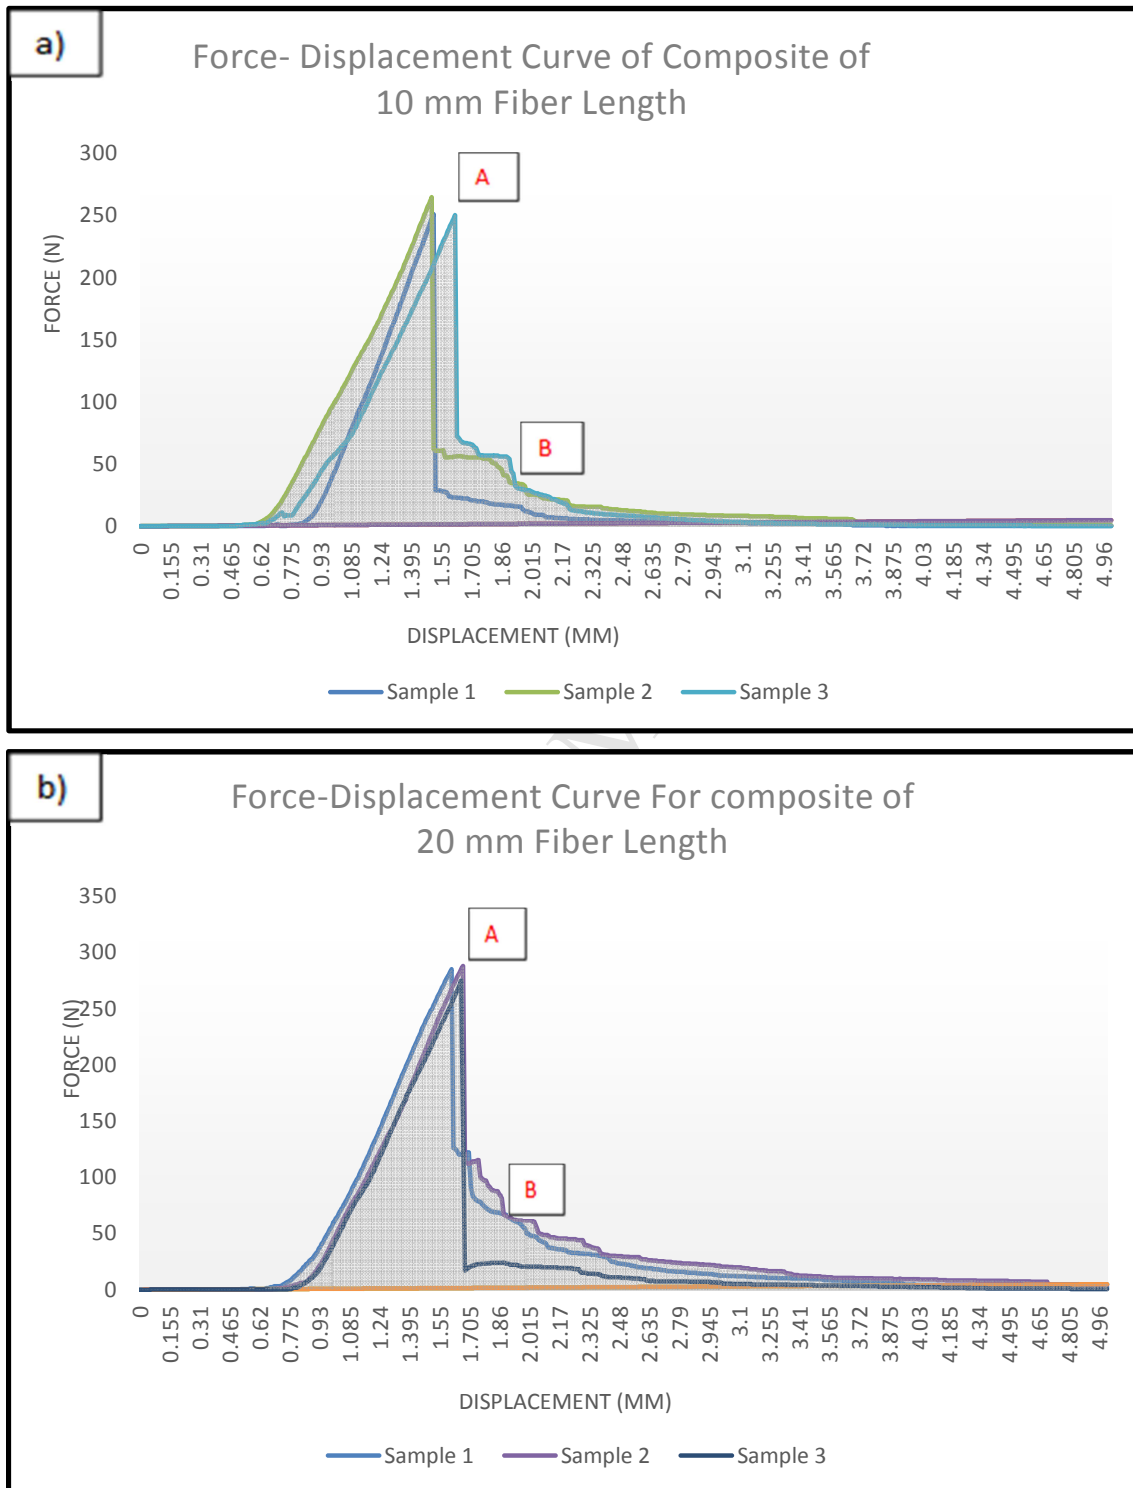 a)
Force- Displacement Curve of Composite of
10 mm Fiber Length
A
B
FORCE (N)
300
250
200
150
100
50
0
0 0.155 0.31 0.465 0.62 0.775 0.93 1.085 1.24 1.395 1.55 1.705 1.86 2.015 2.17 2.325 2.48 2.635 2.79 2.945 3.1 3.255 3.41 3.565 3.72 3.875 4.03 4.185 4.34 4.495 4.65 4.805 4.96
DISPLACEMENT (MM)
Sample 1 Sample 2 Sample 3
b)
Force-Displacement Curve For composite of
20 mm Fiber Length
A
B
FORCE (N)
350
300
250
200
150
100
50
0
0 0.155 0.31 0.465 0.62 0.775 0.93 1.085 1.24 1.395 1.55 1.705 1.86 2.015 2.17 2.325 2.48 2.635 2.79 2.945 3.1 3.255 3.41 3.565 3.72 3.875 4.03 4.185 4.34 4.495 4.65 4.805 4.96
DISPLACEMENT (MM)
Sample 1 Sample 2 Sample 3